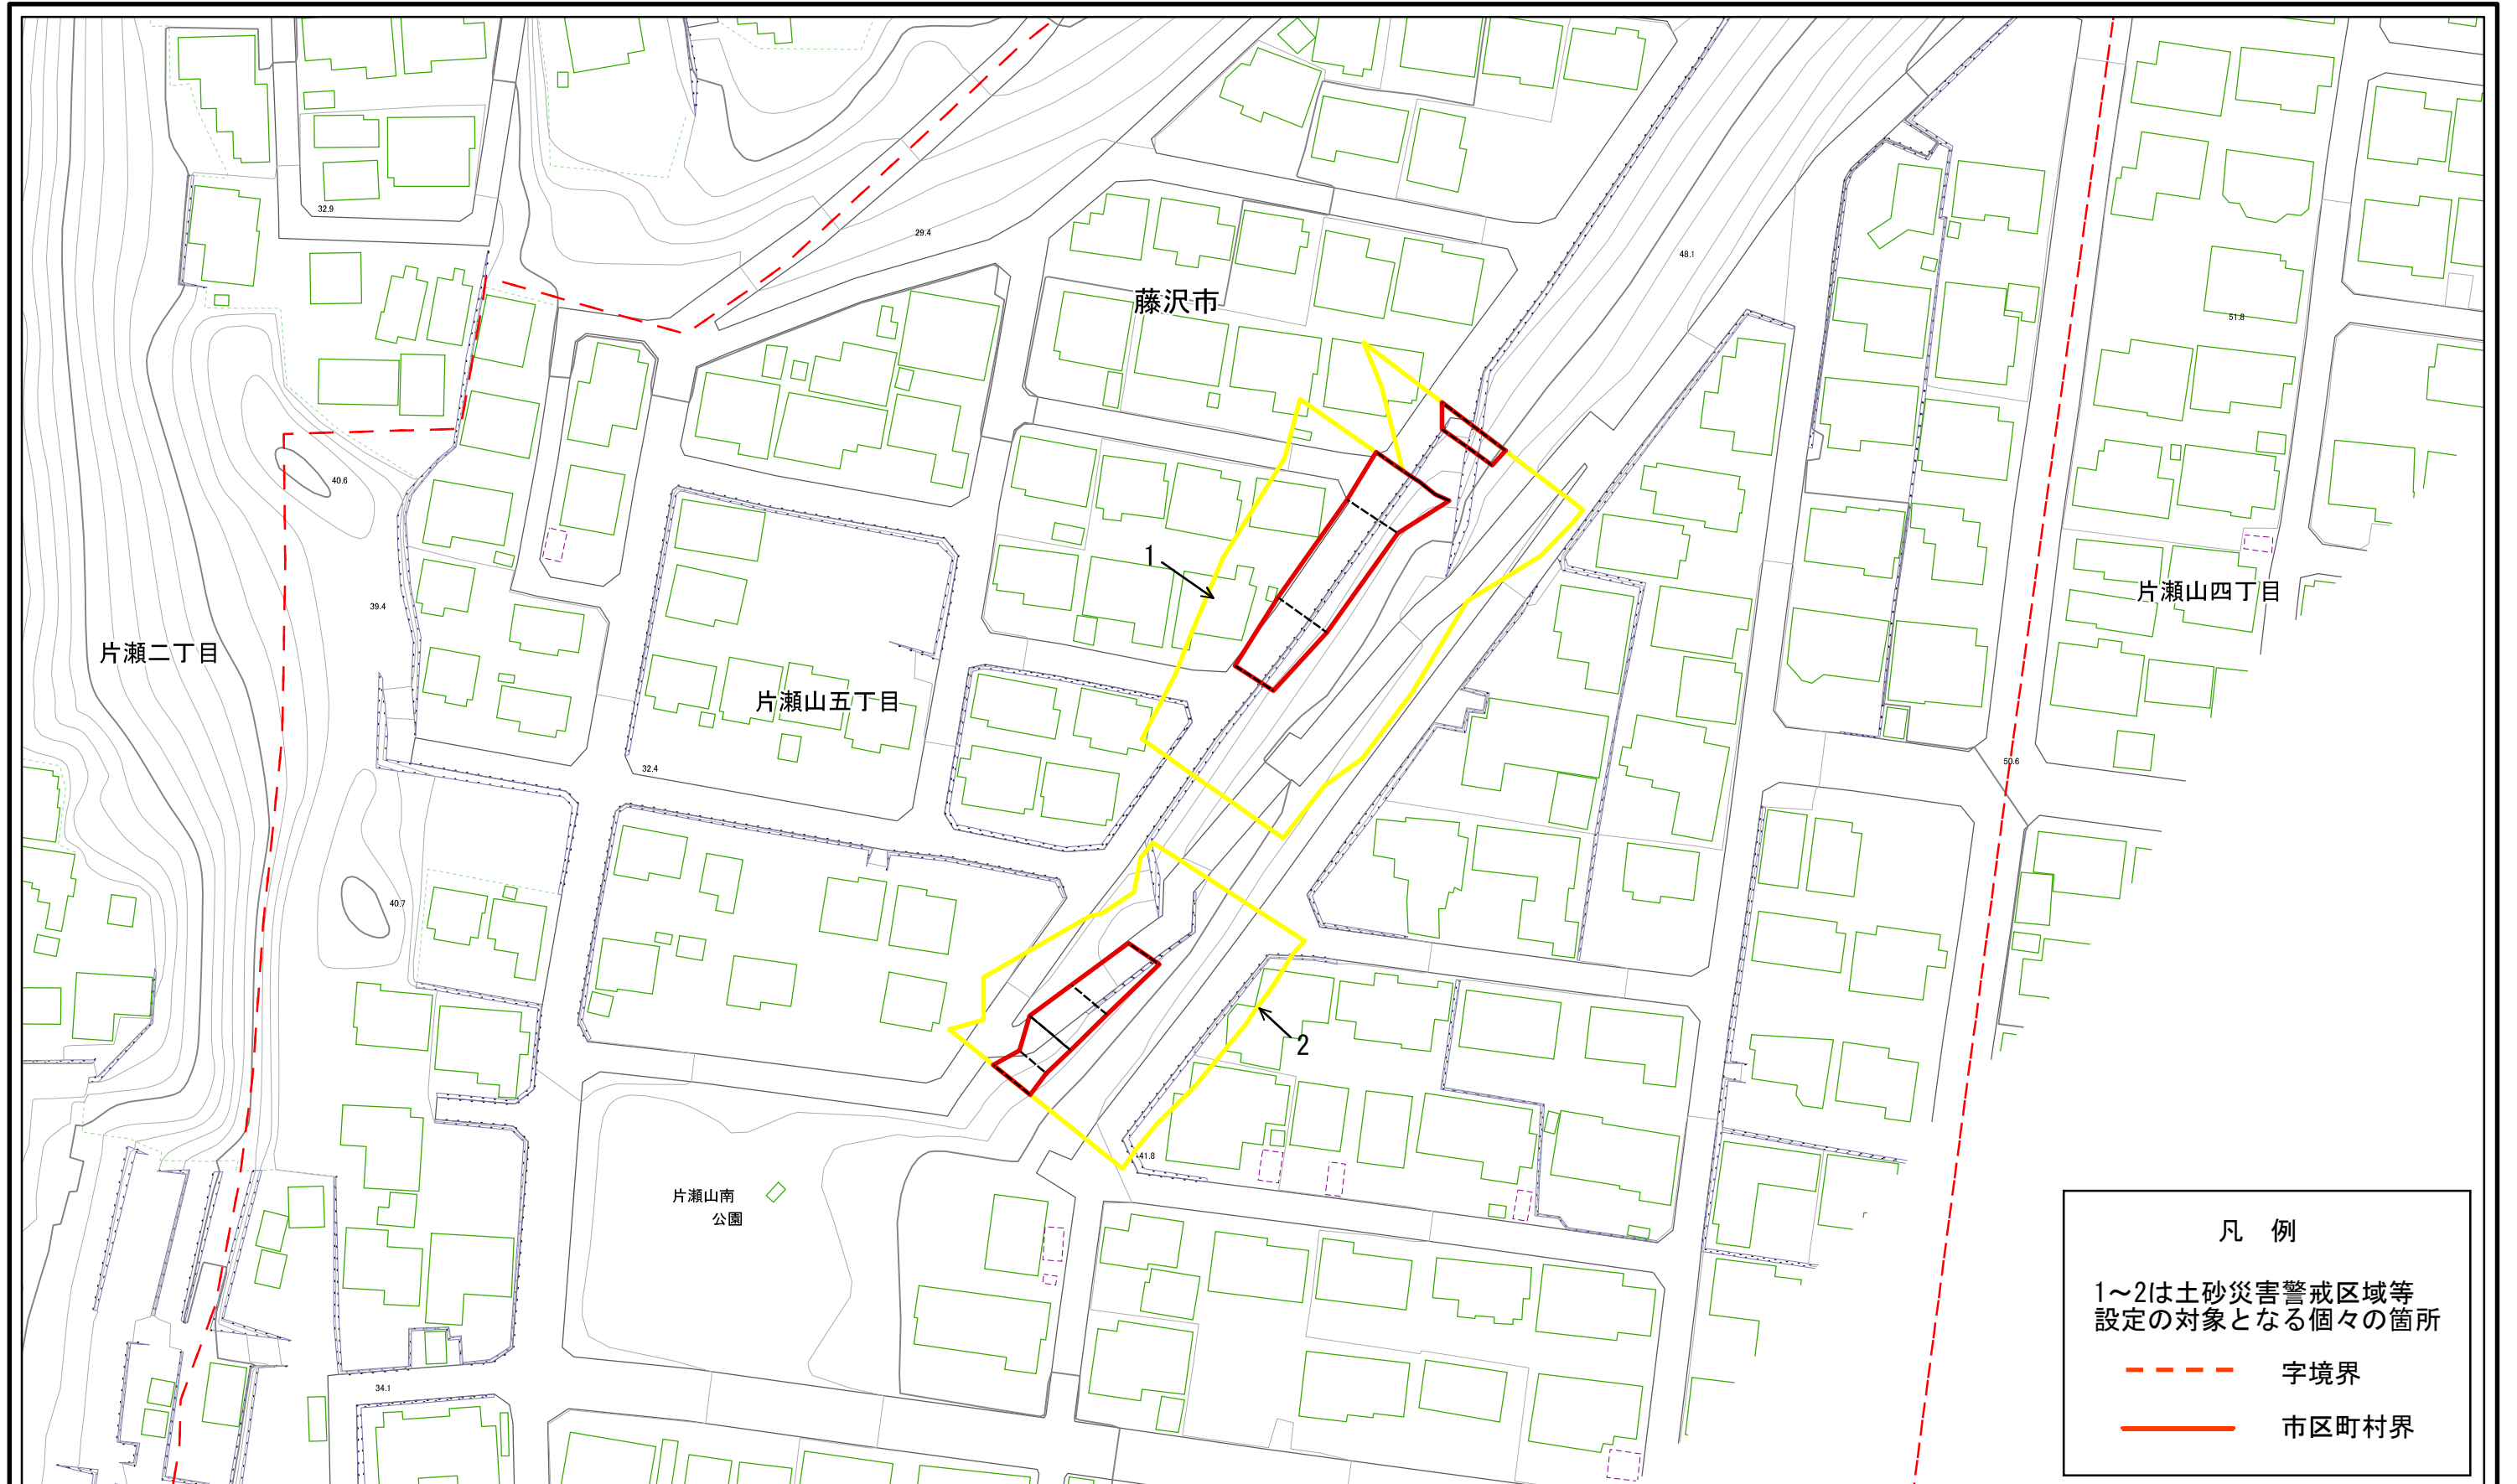 32.9
29.4
48.1
藤沢市
51.8
40.6
1
39.4
片瀬二丁目
片瀬山五丁目
片瀬山四丁目
32.4
50.6
40.7
2
41.8
片瀬山南
公園
34.1
凡 例
1～2は土砂災害警戒区域等
設定の対象となる個々の箇所
字境界
市区町村界